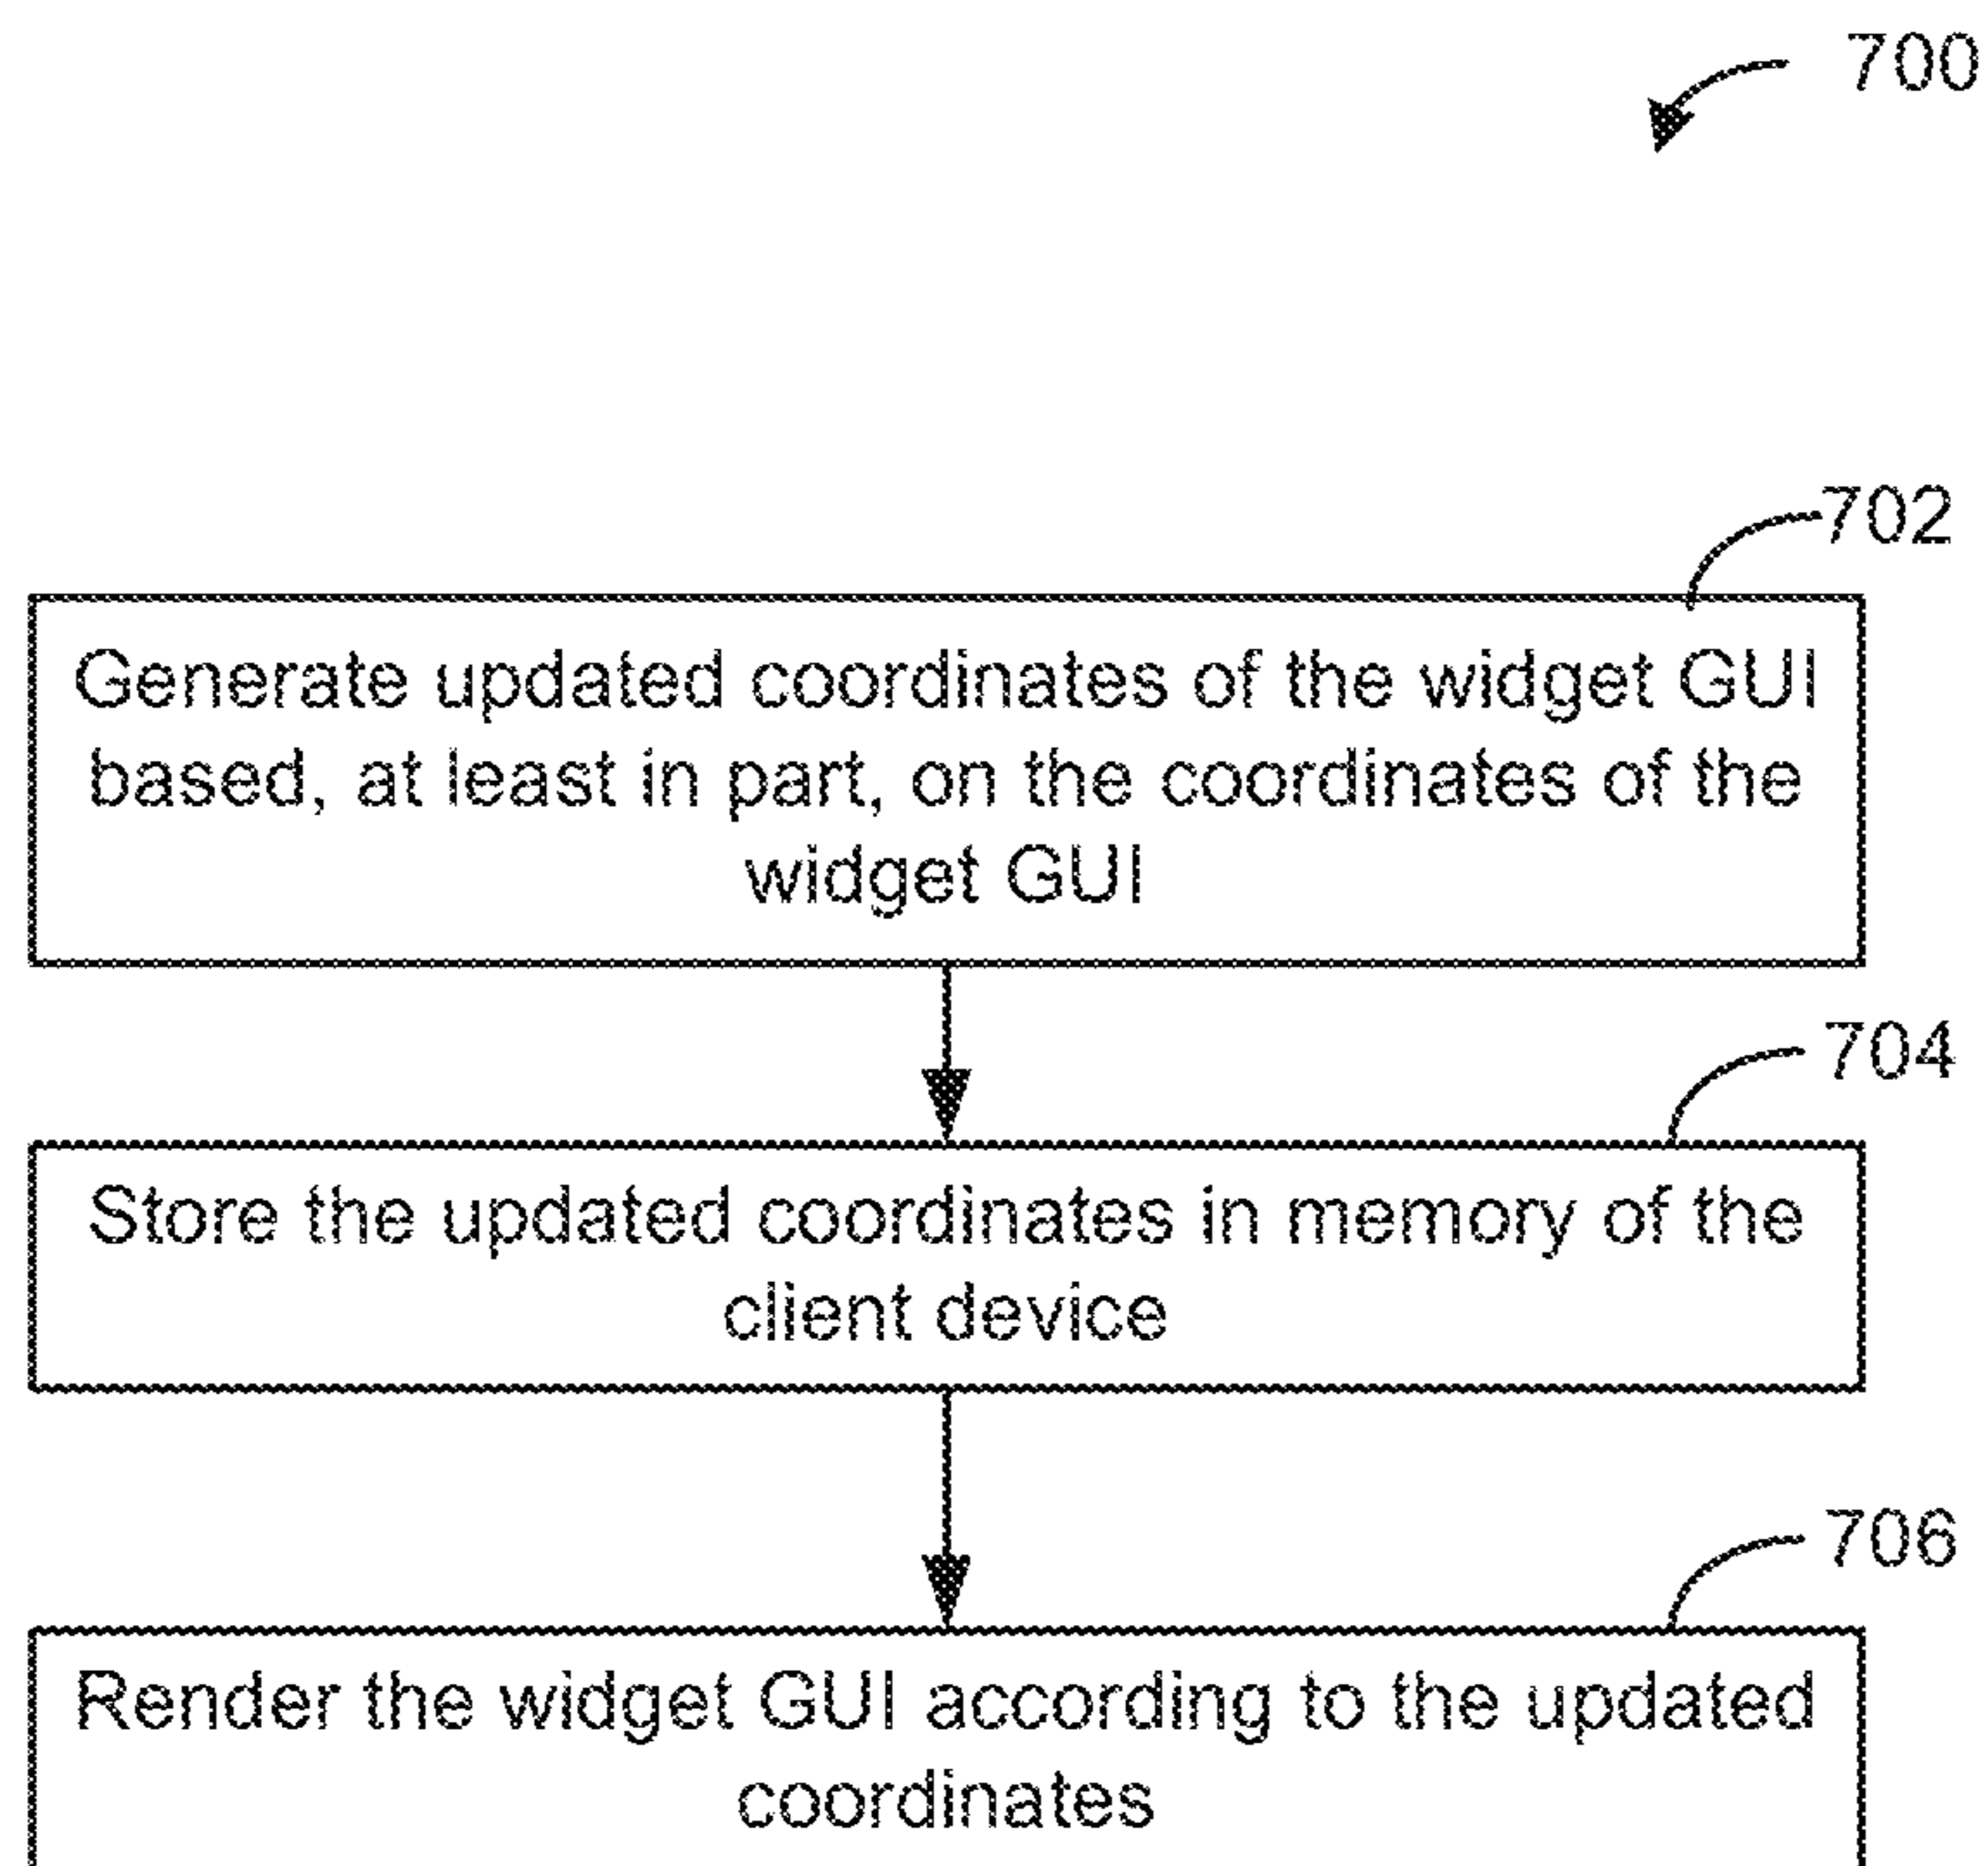 700
702
Generate updated coordinates of the widget GUI
based, at least in part, on the coordinates of the
widget GUI
704
Store the updated coordinates in memory of the
client device
706
Render the widget GUI according to the updated
coordinates